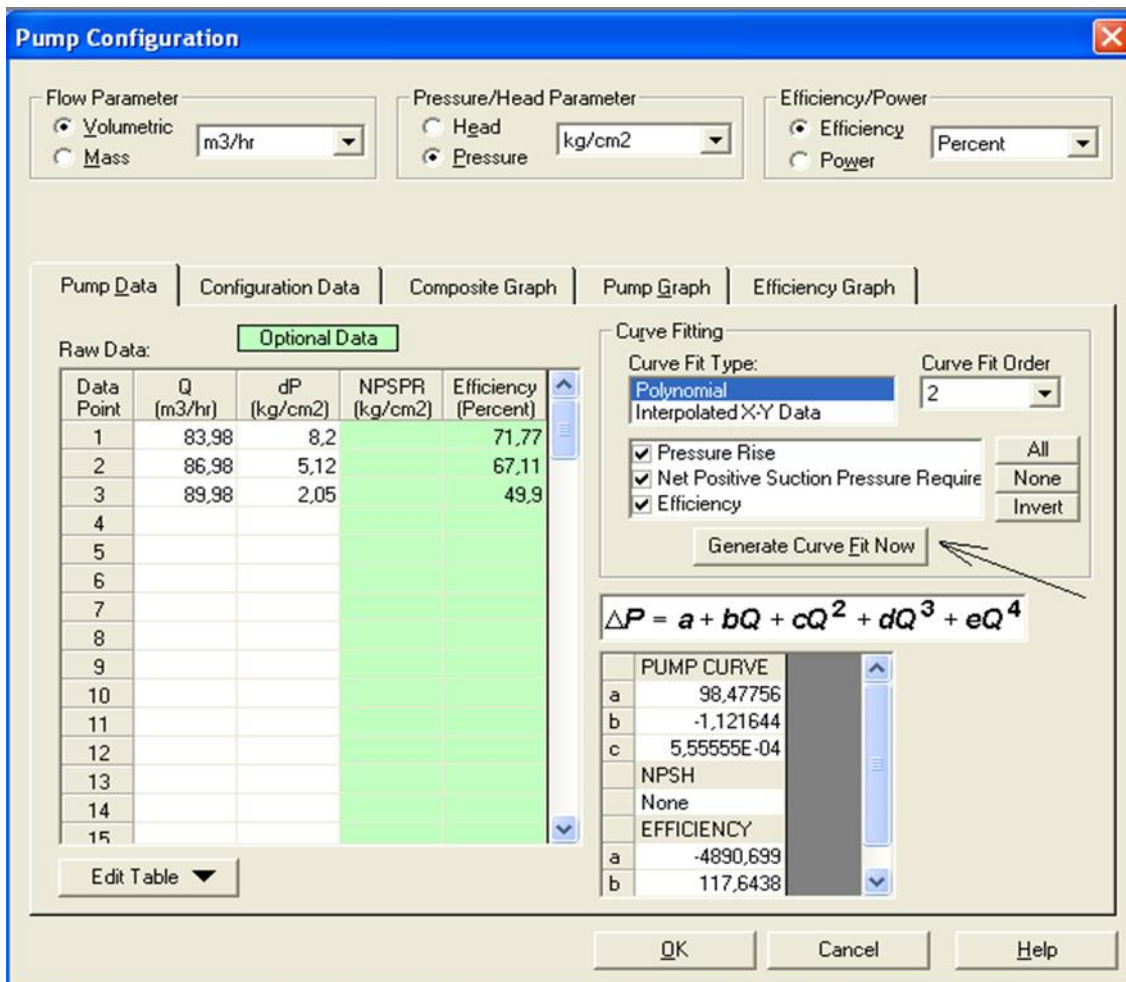 Pump Configuration
Flow Parameter
Volumetric
Mass
m3/hr
Pressure/Head Parameter
Head
Pressure
kg/cm2
Efficiency/Power
Efficiency
Power
Percent
Pump Data
Configuration Data
Composite Graph
Pump Graph
Efficiency Graph
Raw Data:
Optional Data
Data Point Q (m3/hr) dP (kg/cm2) NPSPR (kg/cm2) Efficiency (Percent)
1 83,98 8,2 71,77
2 86,98 5,12 67,11
3 89,98 2,05 49,9
4
5
6
7
8
9
10
11
12
13
14
15
Edit Table
Curve Fitting
Curve Fit Type:
Polynomial
Interpolated X-Y Data
Curve Fit Order
2
Pressure Rise
Net Positive Suction Pressure Require
Efficiency
All
None
Invert
Generate Curve Fit Now
△P = a + bQ + cQ² + dQ³ + eQ⁴
PUMP CURVE
a 98,47756
b -1,121644
c 5,55555E-04
NPSH
None
EFFICIENCY
a -4890,699
b 117,6438
OK
Cancel
Help